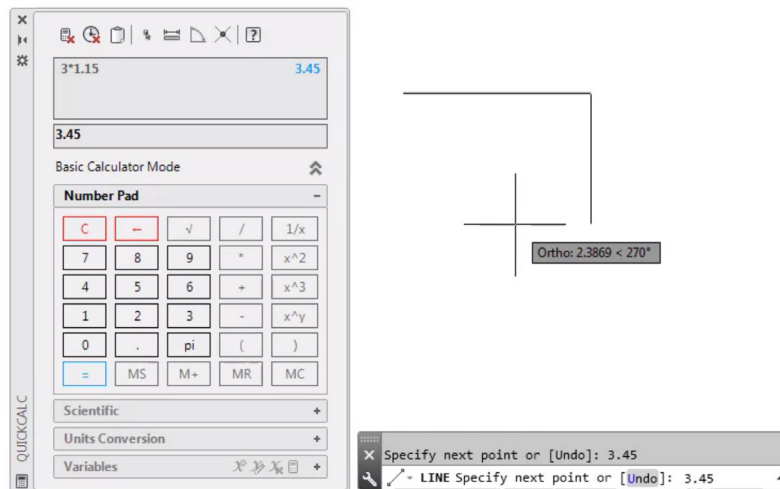 3*1.15 3.45
3.45
Basic Calculator Mode
Number Pad
C ← √ / 1/x
7 8 9 * x^2
4 5 6 + x^3
1 2 3 - x^y
0 . pi ( )
= MS M+ MR MC
Scientific +
Units Conversion +
Variables +
QUICKCALC
Ortho: 2.3869 < 270°
Specify next point or [Undo]: 3.45
LINE Specify next point or [Undo]: 3.45